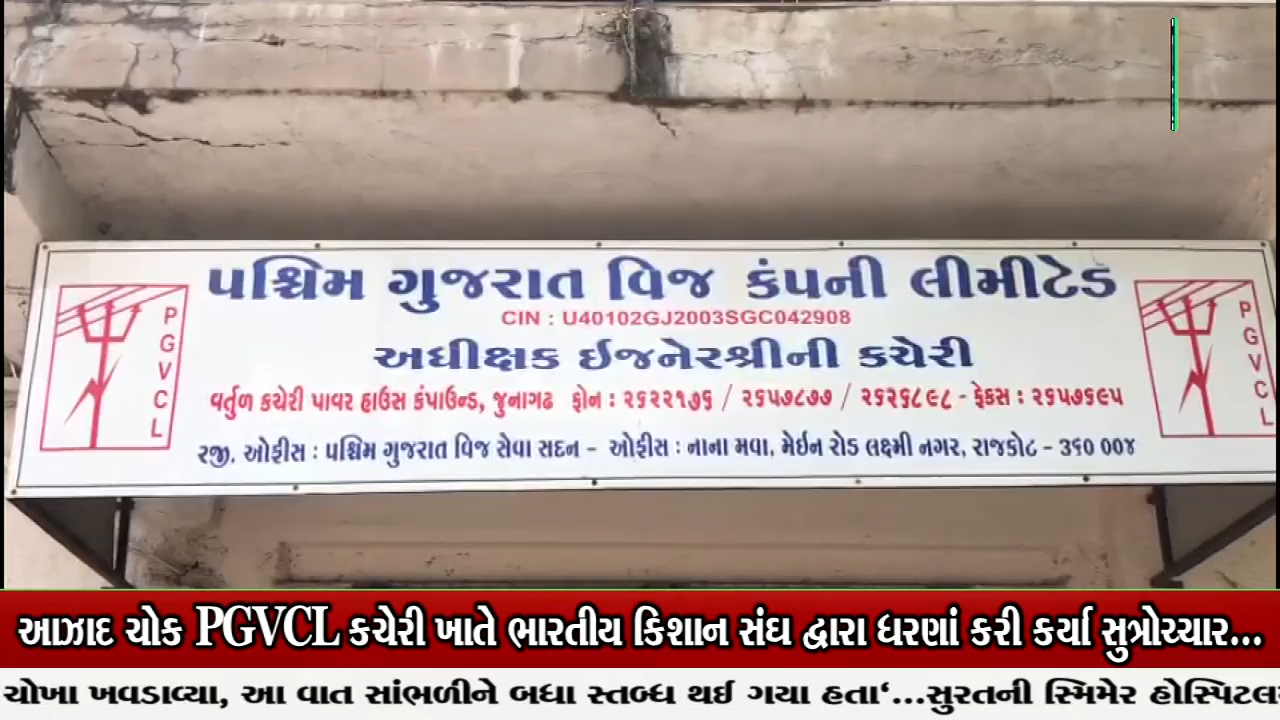 પશ્ચિમ ગુજરાત વિજ કંપની લીમીટેડ
CIN : U40102GJ2003SGC042908
અધીક્ષક ઈજનેરશ્રીની કચેરી
વર્તુળ કચેરી પાવર હાઉસ કંપાઉન્ડ, જુનાગઢ ફોન : ૨૬૨૨૧૭૬ / ૨૬૫૭૮૭૭ / ૨૬૨૬૮૯૮ - ફેકસ : ૨૬૫૭૬૯૫
રજી. ઓફીસ : પશ્ચિમ ગુજરાત વિજ સેવા સદન - ઓફીસ : નાના મવા, મેઇન રોડ લક્ષ્મી નગર, રાજકોટ - ૩૬૦ ૦૦૪
PGVCL
PGVCL
આઝાદ ચોક PGVCL કચેરી ખાતે ભારતીય કિશાન સંઘ દ્વારા ધરણાં કરી કર્યા સુત્રોચ્ચાર...
ચોખા ખવડાવ્યા, આ વાત સાંભળીને બધા સ્તબ્ધ થઈ ગયા હતા‘...સુરતની સ્મિમેર હોસ્પિટલ